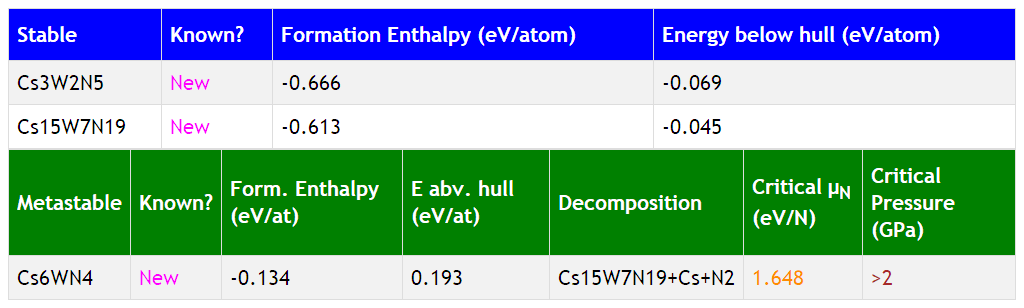 Stable Known? Formation Enthalpy (eV/atom) Energy below hull (eV/atom)
Cs3W2N5 New -0.666 -0.069
Cs15W7N19 New -0.613 -0.045
Metastable Known? Form. Enthalpy (eV/at) E abv. hull (eV/at) Decomposition Critical μN (eV/N) Critical Pressure (GPa)
Cs6WN4 New -0.134 0.193 Cs15W7N19+Cs+N2 1.648 >2